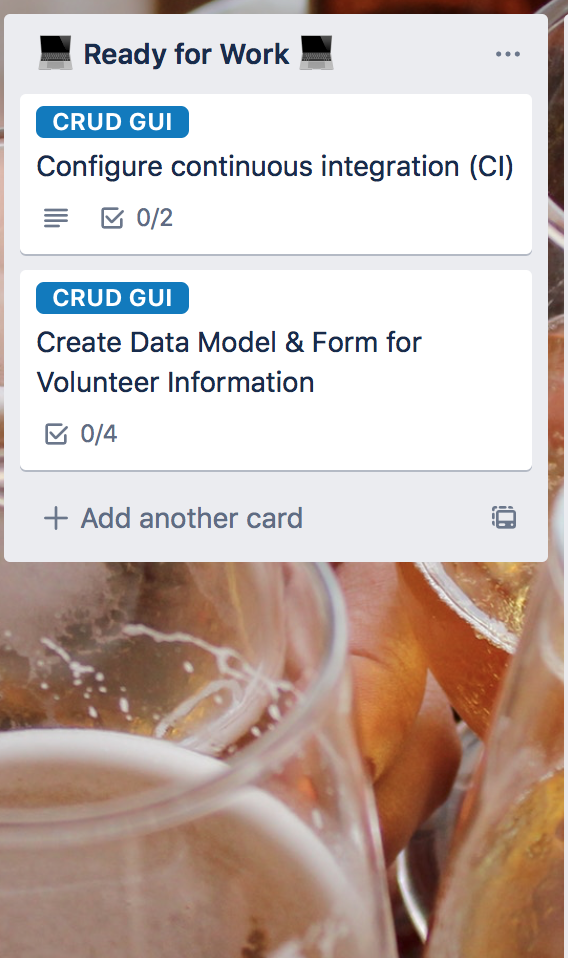 💻 Ready for Work 💻
CRUD GUI
Configure continuous integration (CI)
0/2
CRUD GUI
Create Data Model & Form for
Volunteer Information
0/4
+ Add another card